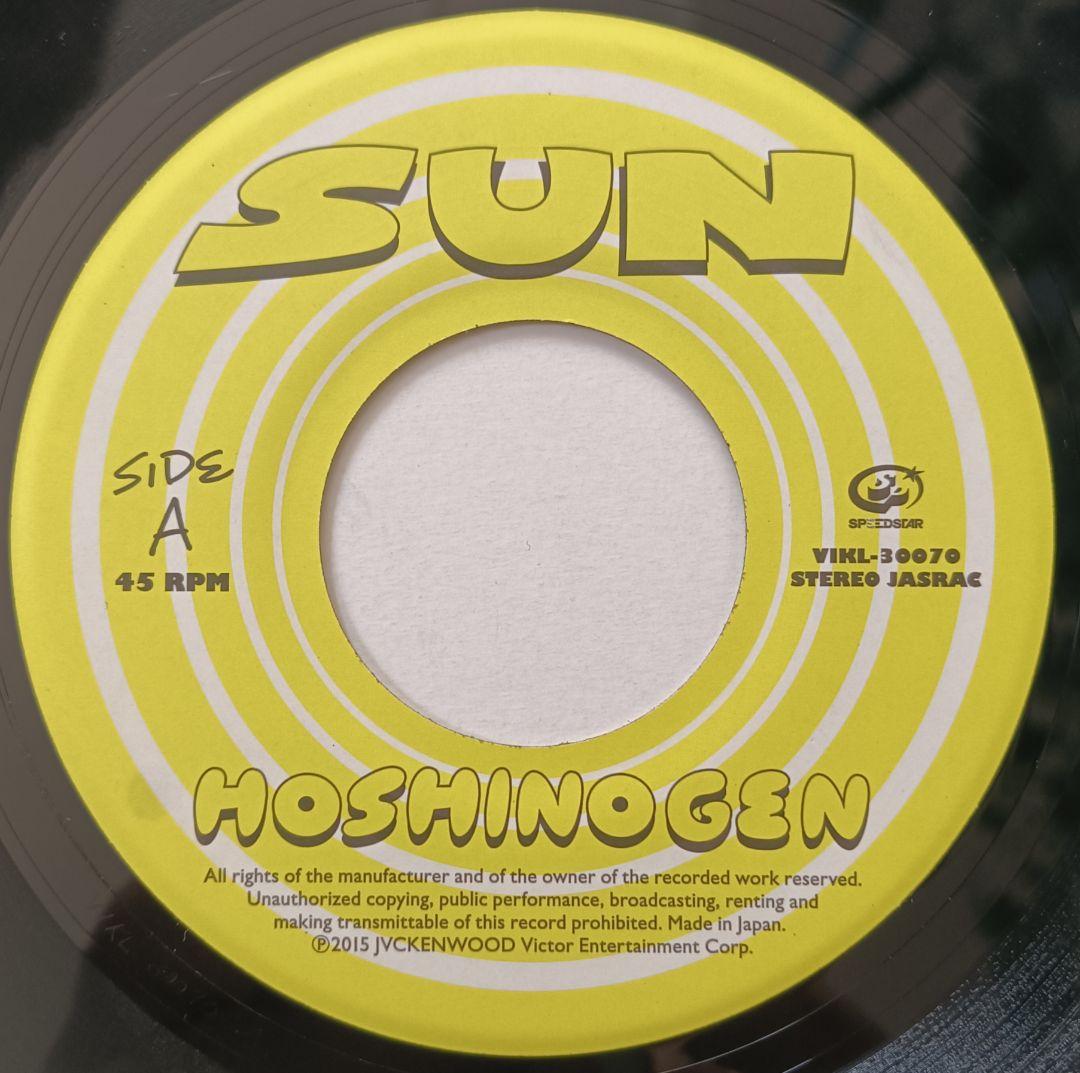 SUN
SIDE
A
45 RPM
SPEEDSTAR
VIKL-30070
STEREO JASRAC
HOSHINOGEN
All rights of the manufacturer and of the owner of the recorded work reserved.
Unauthorized copying, public performance, broadcasting, renting and
making transmittable of this record prohibited. Made in Japan.
Ⓟ2015 JVCKENWOOD Victor Entertainment Corp.